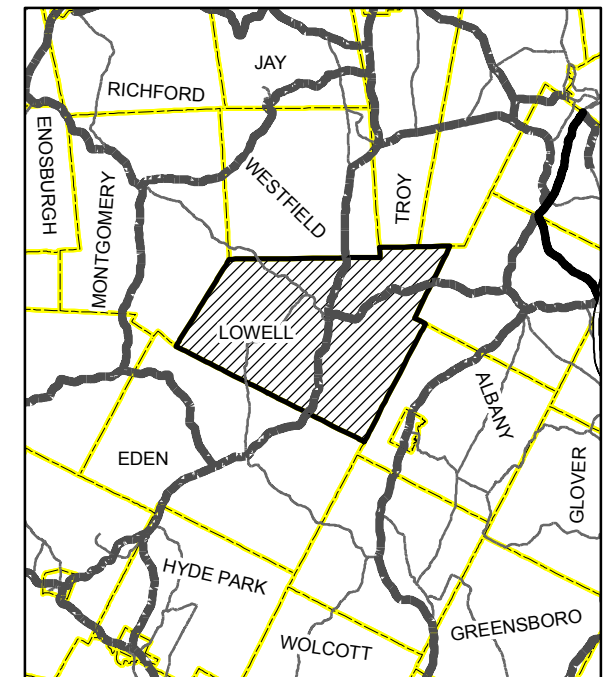 JAY
RICHFORD
ENOSBURGH
WESTFIELD
MONTGOMERY
TROY
LOWELL
ALBANY
EDEN
GLOVER
HYDE PARK
GREENSBORO
WOLCOTT